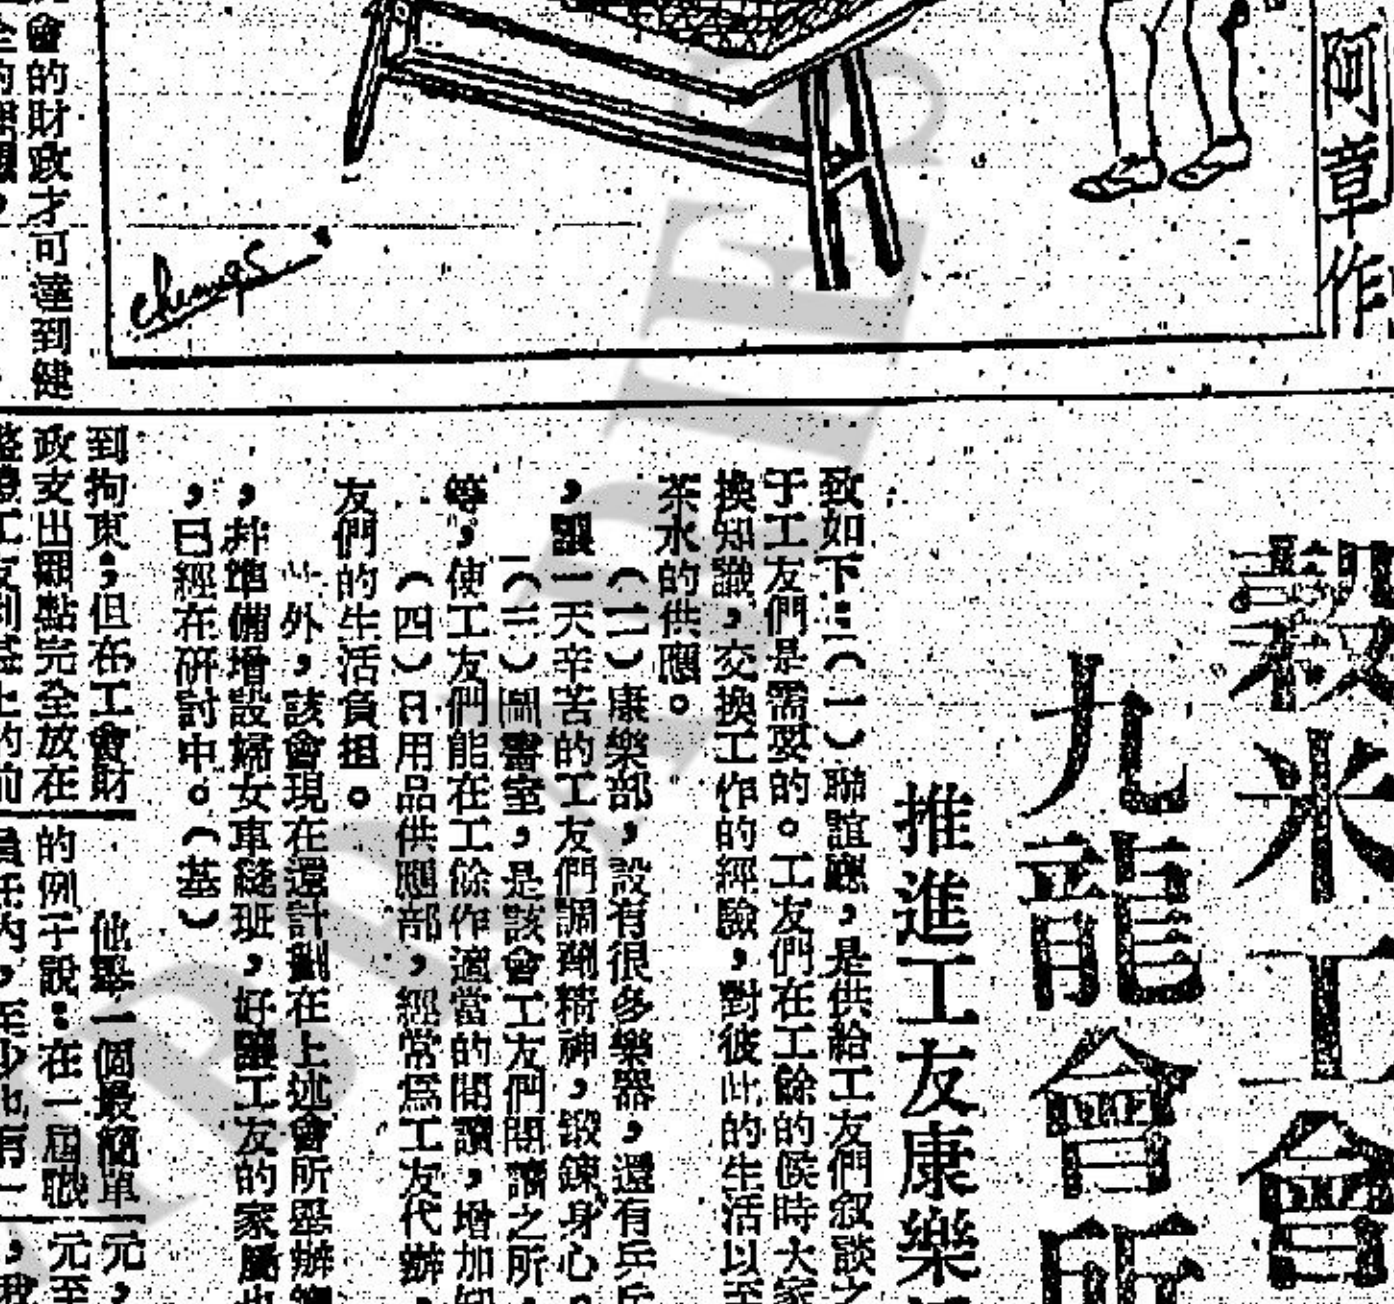 阿章作
會的財政才可達到健
穀米工會
九龍會所
推進工友康樂
致如下：（一）聯誼廳，是供給工友們叙談之
于工友們是需要的。工友們在工餘的候時大家
換知識，交換工作的經驗，對彼此的生活以至
茶水的供應。
（二）康樂部，設有很多樂器，還有乒乓
，讓一天辛苦的工友們調劑精神，鍛鍊身心。
（三）圖書室，是該會工友們閱讀之所，
等，使工友們能在工餘作適當的閱讀，增加知
（四）日用品供應部，經常爲工友代辦，
友們的生活負担。
此外，該會現在還計劃在上述會所舉辦
，幷準備增設婦女車縫班，好讓工友的家屬也
，已經在研討中。（基）
到拘束；但在工會財
政支出觀點完全放在
他舉一個最簡單
的例子說：在一屆職
元，
元至